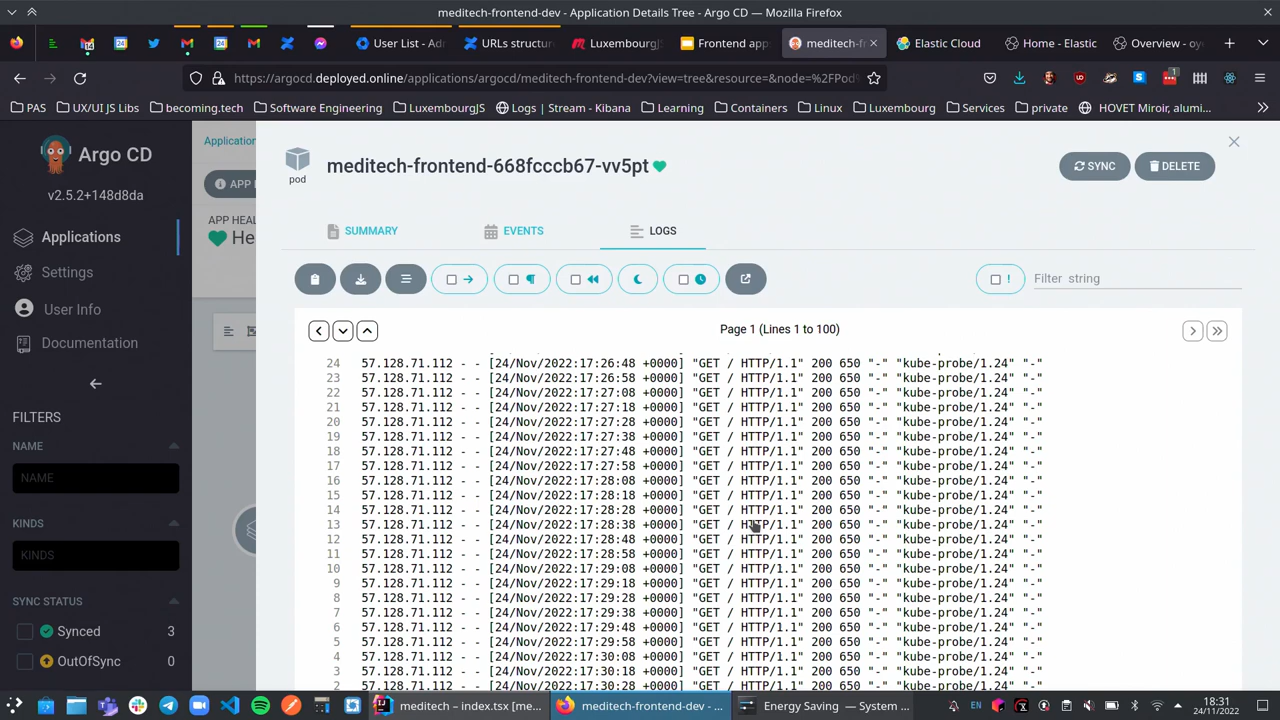 meditech-frontend-dev - Application Details Tree - Argo CD — Mozilla Firefox
User List - Adm
URLs structur
LuxembourgJS
Frontend app
meditech-fr
Elastic Cloud
Home - Elastic
Overview - oy
https://argocd.deployed.online/applications/argocd/meditech-frontend-dev?view=tree&resource=&node=%2FPod%
PAS
UX/UI JS Libs
becoming.tech
Software Engineering
LuxembourgJS
Logs | Stream - Kibana
Learning
Containers
Linux
Luxembourg
Services
private
HOVET Miroir, alumi...
Argo CD
v2.5.2+148d8da
Applications
Settings
User Info
Documentation
FILTERS
NAME
NAME
KINDS
KINDS
SYNC STATUS
Synced 3
OutOfSync 0
Application
APP
APP HEAL
He
pod
meditech-frontend-668fcccb67-vv5pt
SYNC
DELETE
SUMMARY
EVENTS
LOGS
Filter string
Page 1 (Lines 1 to 100)
24 57.128.71.112 - - [24/Nov/2022:17:26:48 +0000] "GET / HTTP/1.1" 200 650 "-" "kube-probe/1.24" "-"
23 57.128.71.112 - - [24/Nov/2022:17:26:58 +0000] "GET / HTTP/1.1" 200 650 "-" "kube-probe/1.24" "-"
22 57.128.71.112 - - [24/Nov/2022:17:27:08 +0000] "GET / HTTP/1.1" 200 650 "-" "kube-probe/1.24" "-"
21 57.128.71.112 - - [24/Nov/2022:17:27:18 +0000] "GET / HTTP/1.1" 200 650 "-" "kube-probe/1.24" "-"
20 57.128.71.112 - - [24/Nov/2022:17:27:28 +0000] "GET / HTTP/1.1" 200 650 "-" "kube-probe/1.24" "-"
19 57.128.71.112 - - [24/Nov/2022:17:27:38 +0000] "GET / HTTP/1.1" 200 650 "-" "kube-probe/1.24" "-"
18 57.128.71.112 - - [24/Nov/2022:17:27:48 +0000] "GET / HTTP/1.1" 200 650 "-" "kube-probe/1.24" "-"
17 57.128.71.112 - - [24/Nov/2022:17:27:58 +0000] "GET / HTTP/1.1" 200 650 "-" "kube-probe/1.24" "-"
16 57.128.71.112 - - [24/Nov/2022:17:28:08 +0000] "GET / HTTP/1.1" 200 650 "-" "kube-probe/1.24" "-"
15 57.128.71.112 - - [24/Nov/2022:17:28:18 +0000] "GET / HTTP/1.1" 200 650 "-" "kube-probe/1.24" "-"
14 57.128.71.112 - - [24/Nov/2022:17:28:28 +0000] "GET / HTTP/1.1" 200 650 "-" "kube-probe/1.24" "-"
13 57.128.71.112 - - [24/Nov/2022:17:28:38 +0000] "GET / HTTP/1.1" 200 650 "-" "kube-probe/1.24" "-"
12 57.128.71.112 - - [24/Nov/2022:17:28:48 +0000] "GET / HTTP/1.1" 200 650 "-" "kube-probe/1.24" "-"
11 57.128.71.112 - - [24/Nov/2022:17:28:58 +0000] "GET / HTTP/1.1" 200 650 "-" "kube-probe/1.24" "-"
10 57.128.71.112 - - [24/Nov/2022:17:29:08 +0000] "GET / HTTP/1.1" 200 650 "-" "kube-probe/1.24" "-"
9 57.128.71.112 - - [24/Nov/2022:17:29:18 +0000] "GET / HTTP/1.1" 200 650 "-" "kube-probe/1.24" "-"
8 57.128.71.112 - - [24/Nov/2022:17:29:28 +0000] "GET / HTTP/1.1" 200 650 "-" "kube-probe/1.24" "-"
7 57.128.71.112 - - [24/Nov/2022:17:29:38 +0000] "GET / HTTP/1.1" 200 650 "-" "kube-probe/1.24" "-"
6 57.128.71.112 - - [24/Nov/2022:17:29:48 +0000] "GET / HTTP/1.1" 200 650 "-" "kube-probe/1.24" "-"
5 57.128.71.112 - - [24/Nov/2022:17:29:58 +0000] "GET / HTTP/1.1" 200 650 "-" "kube-probe/1.24" "-"
4 57.128.71.112 - - [24/Nov/2022:17:30:08 +0000] "GET / HTTP/1.1" 200 650 "-" "kube-probe/1.24" "-"
3 57.128.71.112 - - [24/Nov/2022:17:30:18 +0000] "GET / HTTP/1.1" 200 650 "-" "kube-probe/1.24" "-"
2 57.128.71.112 - - [24/Nov/2022:17:30:28 +0000] "GET / HTTP/1.1" 200 650 "-" "kube-probe/1.24" "-"
meditech – index.tsx [me...
meditech-frontend-dev - ...
Energy Saving — System ...
EN
18:31
24/11/2022